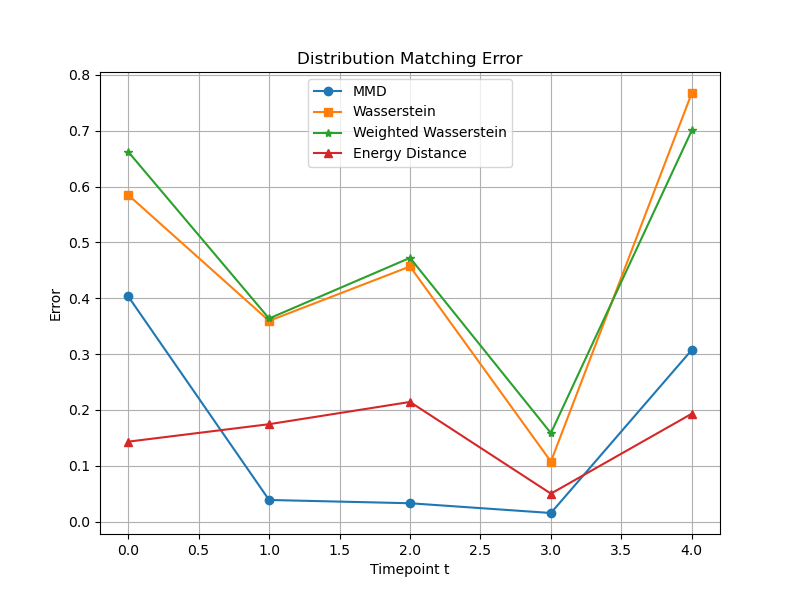 Distribution Matching Error
MMD
Wasserstein
Weighted Wasserstein
Energy Distance
Error
0.8
0.7
0.6
0.5
0.4
0.3
0.2
0.1
0.0
0.0 0.5 1.0 1.5 2.0 2.5 3.0 3.5 4.0
Timepoint t